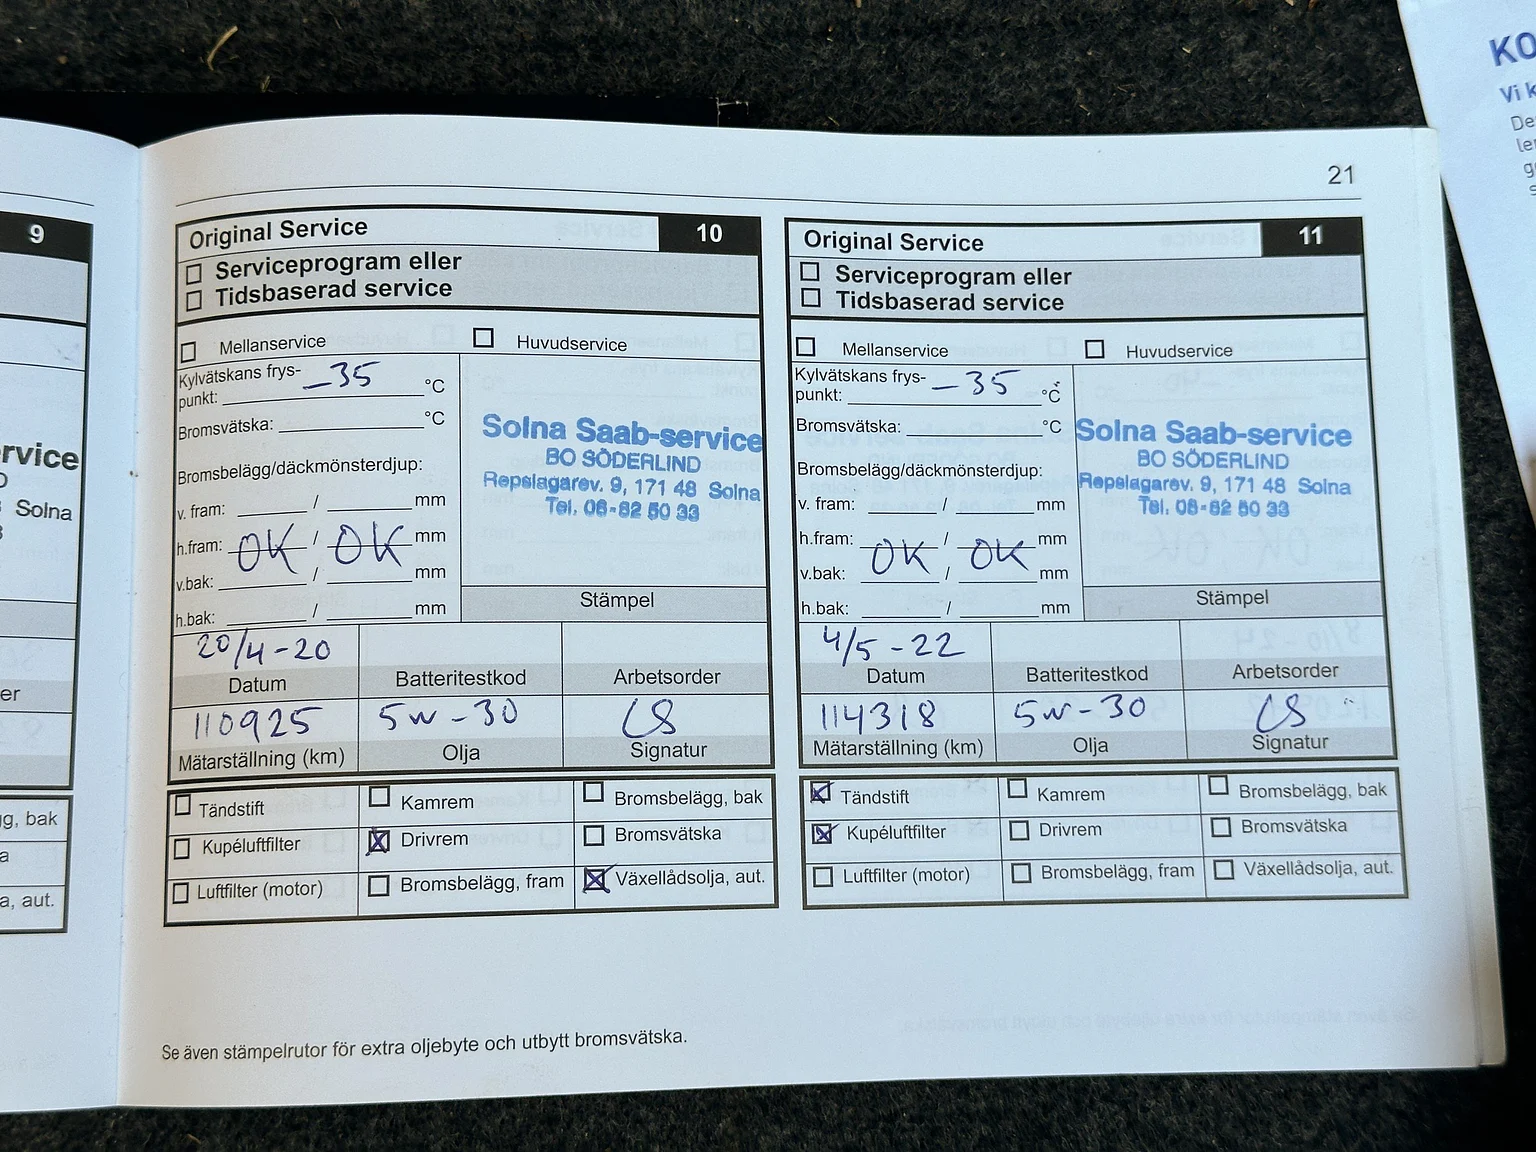 21
9
rvice
Solna
er
g, bak
a
a, aut.
Original Service 10
Serviceprogram eller
Tidsbaserad service
Mellanservice Huvudservice
Kylvätskans frys-
punkt: -35 °C
Bromsvätska: °C
Bromsbelägg/däckmönsterdjup:
v. fram: / mm
h.fram: OK / OK mm
v.bak: / mm
h.bak: / mm
Solna Saab-service
BO SÖDERLIND
Repslagarev. 9, 171 48 Solna
Tel. 08-82 50 33
Stämpel
20/4-20
Datum Batteritestkod Arbetsorder
110925 5w-30 CS
Mätarställning (km) Olja Signatur
Tändstift Kamrem Bromsbelägg, bak
Kupéluftfilter Drivrem Bromsvätska
Luftfilter (motor) Bromsbelägg, fram Växellådsolja, aut.
Original Service 11
Serviceprogram eller
Tidsbaserad service
Mellanservice Huvudservice
Kylvätskans frys-
punkt: -35 °C
Bromsvätska: °C
Bromsbelägg/däckmönsterdjup:
v. fram: / mm
h.fram: OK / OK mm
v.bak: / mm
h.bak: / mm
Solna Saab-service
BO SÖDERLIND
Repslagarev. 9, 171 48 Solna
Tel. 08-82 50 33
Stämpel
4/5-22
Datum Batteritestkod Arbetsorder
114318 5w-30 CS
Mätarställning (km) Olja Signatur
Tändstift Kamrem Bromsbelägg, bak
Kupéluftfilter Drivrem Bromsvätska
Luftfilter (motor) Bromsbelägg, fram Växellådsolja, aut.
Se även stämpelrutor för extra oljebyte och utbytt bromsvätska.
KO
Vi k
De
le
g
s